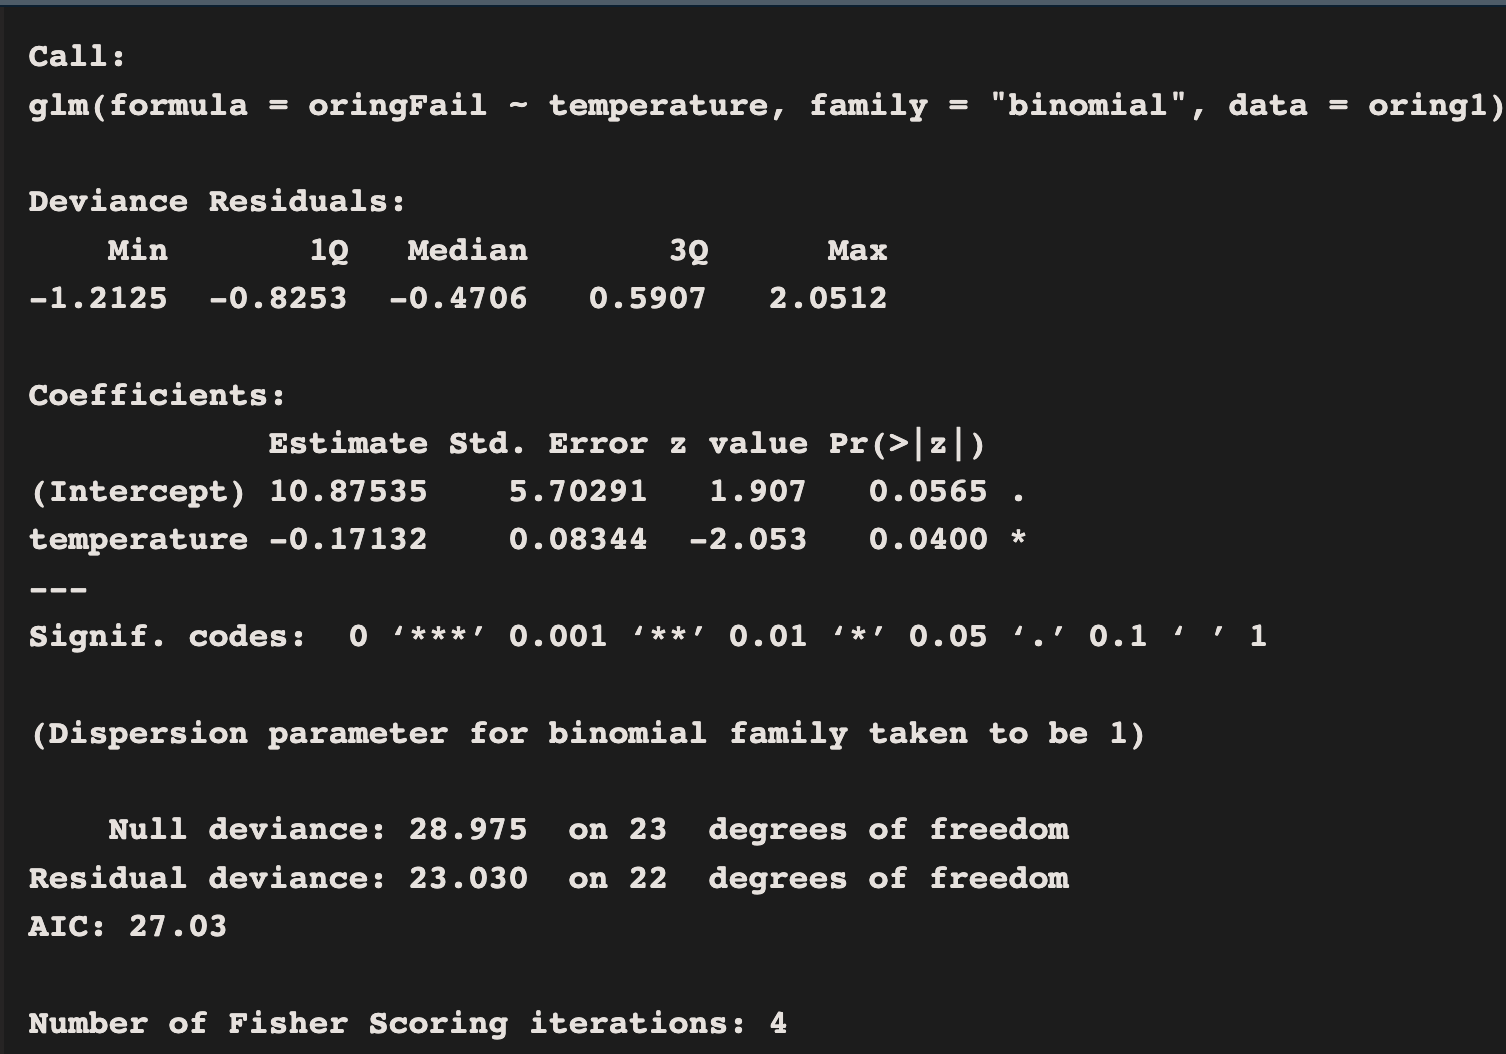 Call:
glm(formula = oringFail ~ temperature, family = "binomial", data = oring1)
Deviance Residuals:
    Min       1Q   Median       3Q      Max
-1.2125  -0.8253  -0.4706   0.5907   2.0512
Coefficients:
            Estimate Std. Error z value Pr(>|z|)
(Intercept) 10.87535    5.70291   1.907   0.0565 .
temperature -0.17132    0.08344  -2.053   0.0400 *
---
Signif. codes:  0 ‘***’ 0.001 ‘**’ 0.01 ‘*’ 0.05 ‘.’ 0.1 ‘ ’ 1
(Dispersion parameter for binomial family taken to be 1)
    Null deviance: 28.975  on 23  degrees of freedom
Residual deviance: 23.030  on 22  degrees of freedom
AIC: 27.03
Number of Fisher Scoring iterations: 4